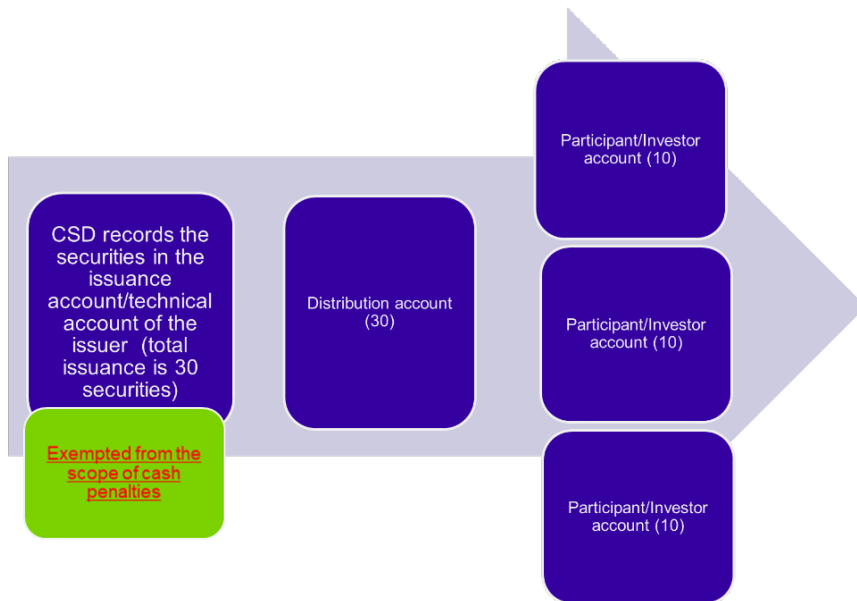 CSD records the
securities in the
issuance
account/technical
account of the
issuer (total
issuance is 30
securities)
Exempted from the
scope of cash
penalties
Distribution account
(30)
Participant/Investor
account (10)
Participant/Investor
account (10)
Participant/Investor
account (10)